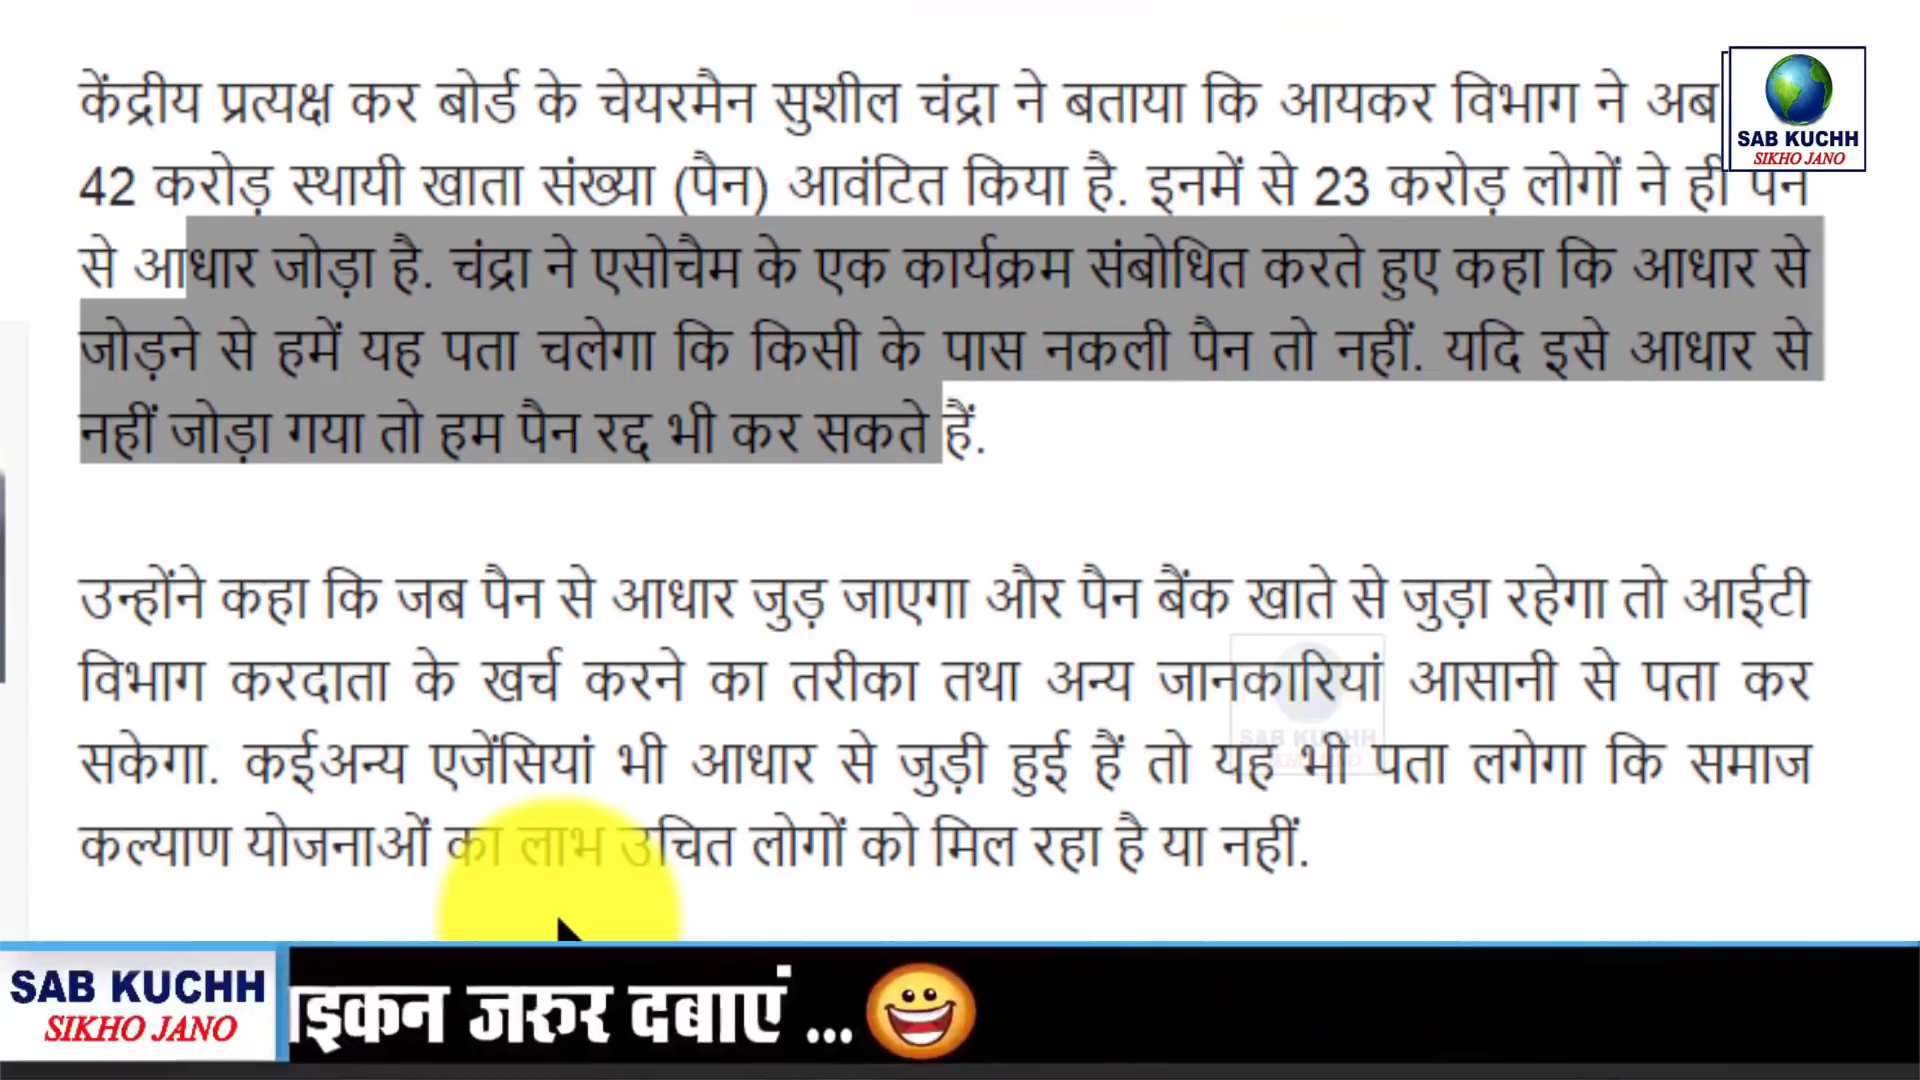 केंद्रीय प्रत्यक्ष कर बोर्ड के चेयरमैन सुशील चंद्रा ने बताया कि आयकर विभाग ने अब
42 करोड़ स्थायी खाता संख्या (पैन) आवंटित किया है. इनमें से 23 करोड़ लोगों ने ही पैन
से आधार जोड़ा है. चंद्रा ने एसोचैम के एक कार्यक्रम संबोधित करते हुए कहा कि आधार से
जोड़ने से हमें यह पता चलेगा कि किसी के पास नकली पैन तो नहीं. यदि इसे आधार से
नहीं जोड़ा गया तो हम पैन रद्द भी कर सकते हैं.
उन्होंने कहा कि जब पैन से आधार जुड़ जाएगा और पैन बैंक खाते से जुड़ा रहेगा तो आईटी
विभाग करदाता के खर्च करने का तरीका तथा अन्य जानकारियां आसानी से पता कर
सकेगा. कईअन्य एजेंसियां भी आधार से जुड़ी हुई हैं तो यह भी पता लगेगा कि समाज
कल्याण योजनाओं का लाभ उचित लोगों को मिल रहा है या नहीं.
SAB KUCHH
SIKHO JANO
SAB KUCHH
SAB KUCHH
SIKHO JANO
जरुर दबाएं ...